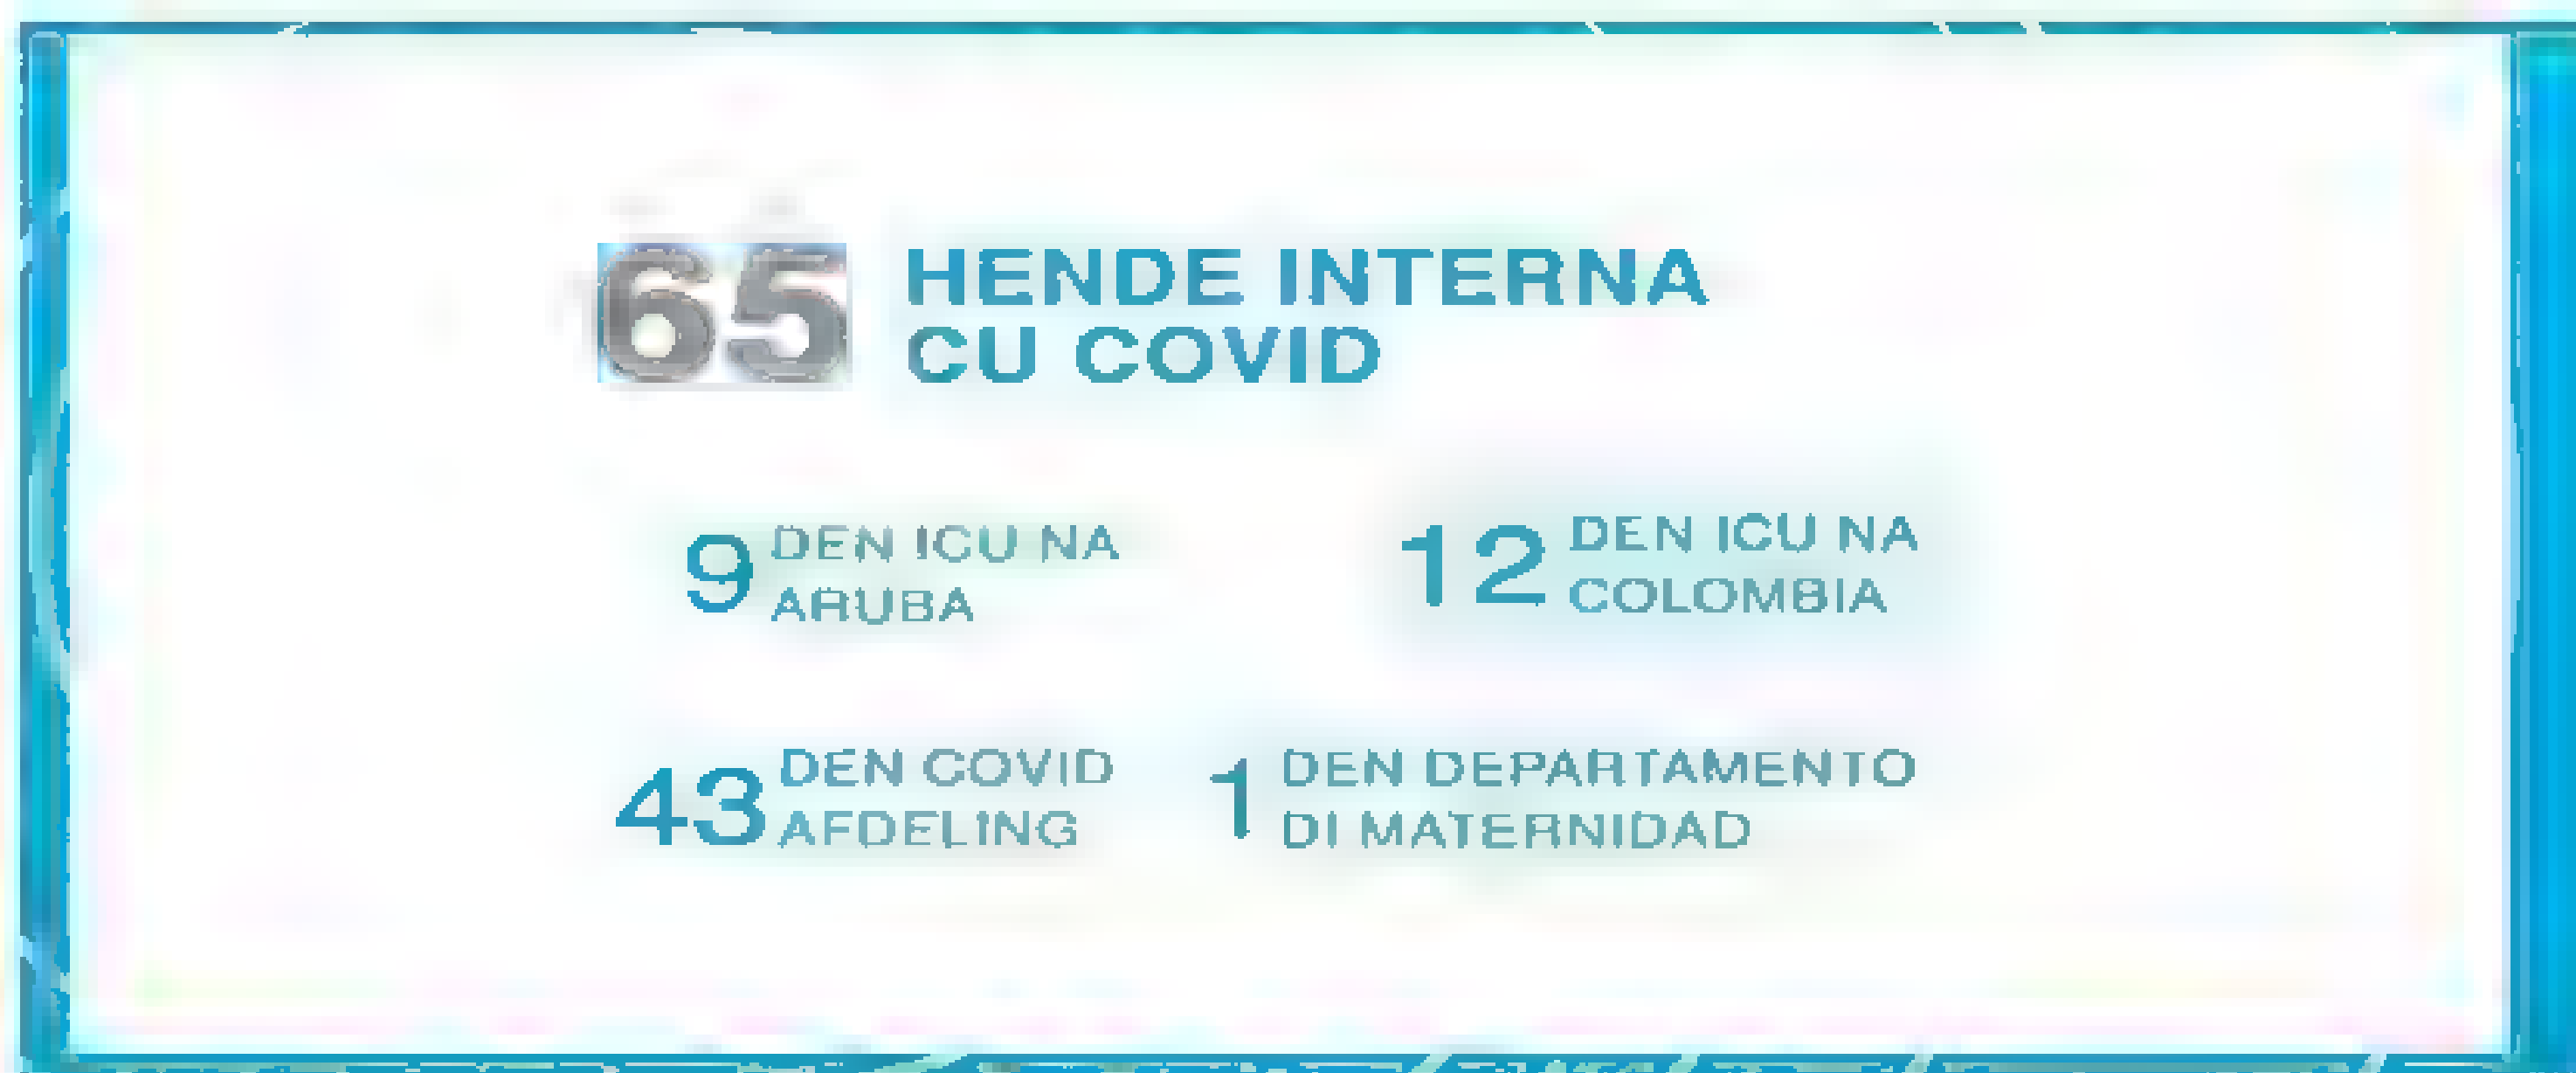 65 HENDE INTERNA
CU COVID
9 DEN ICU NA
ARUBA
12 DEN ICU NA
COLOMBIA
43 DEN COVID
AFDELING
1 DEN DEPARTAMENTO
DI MATERNIDAD